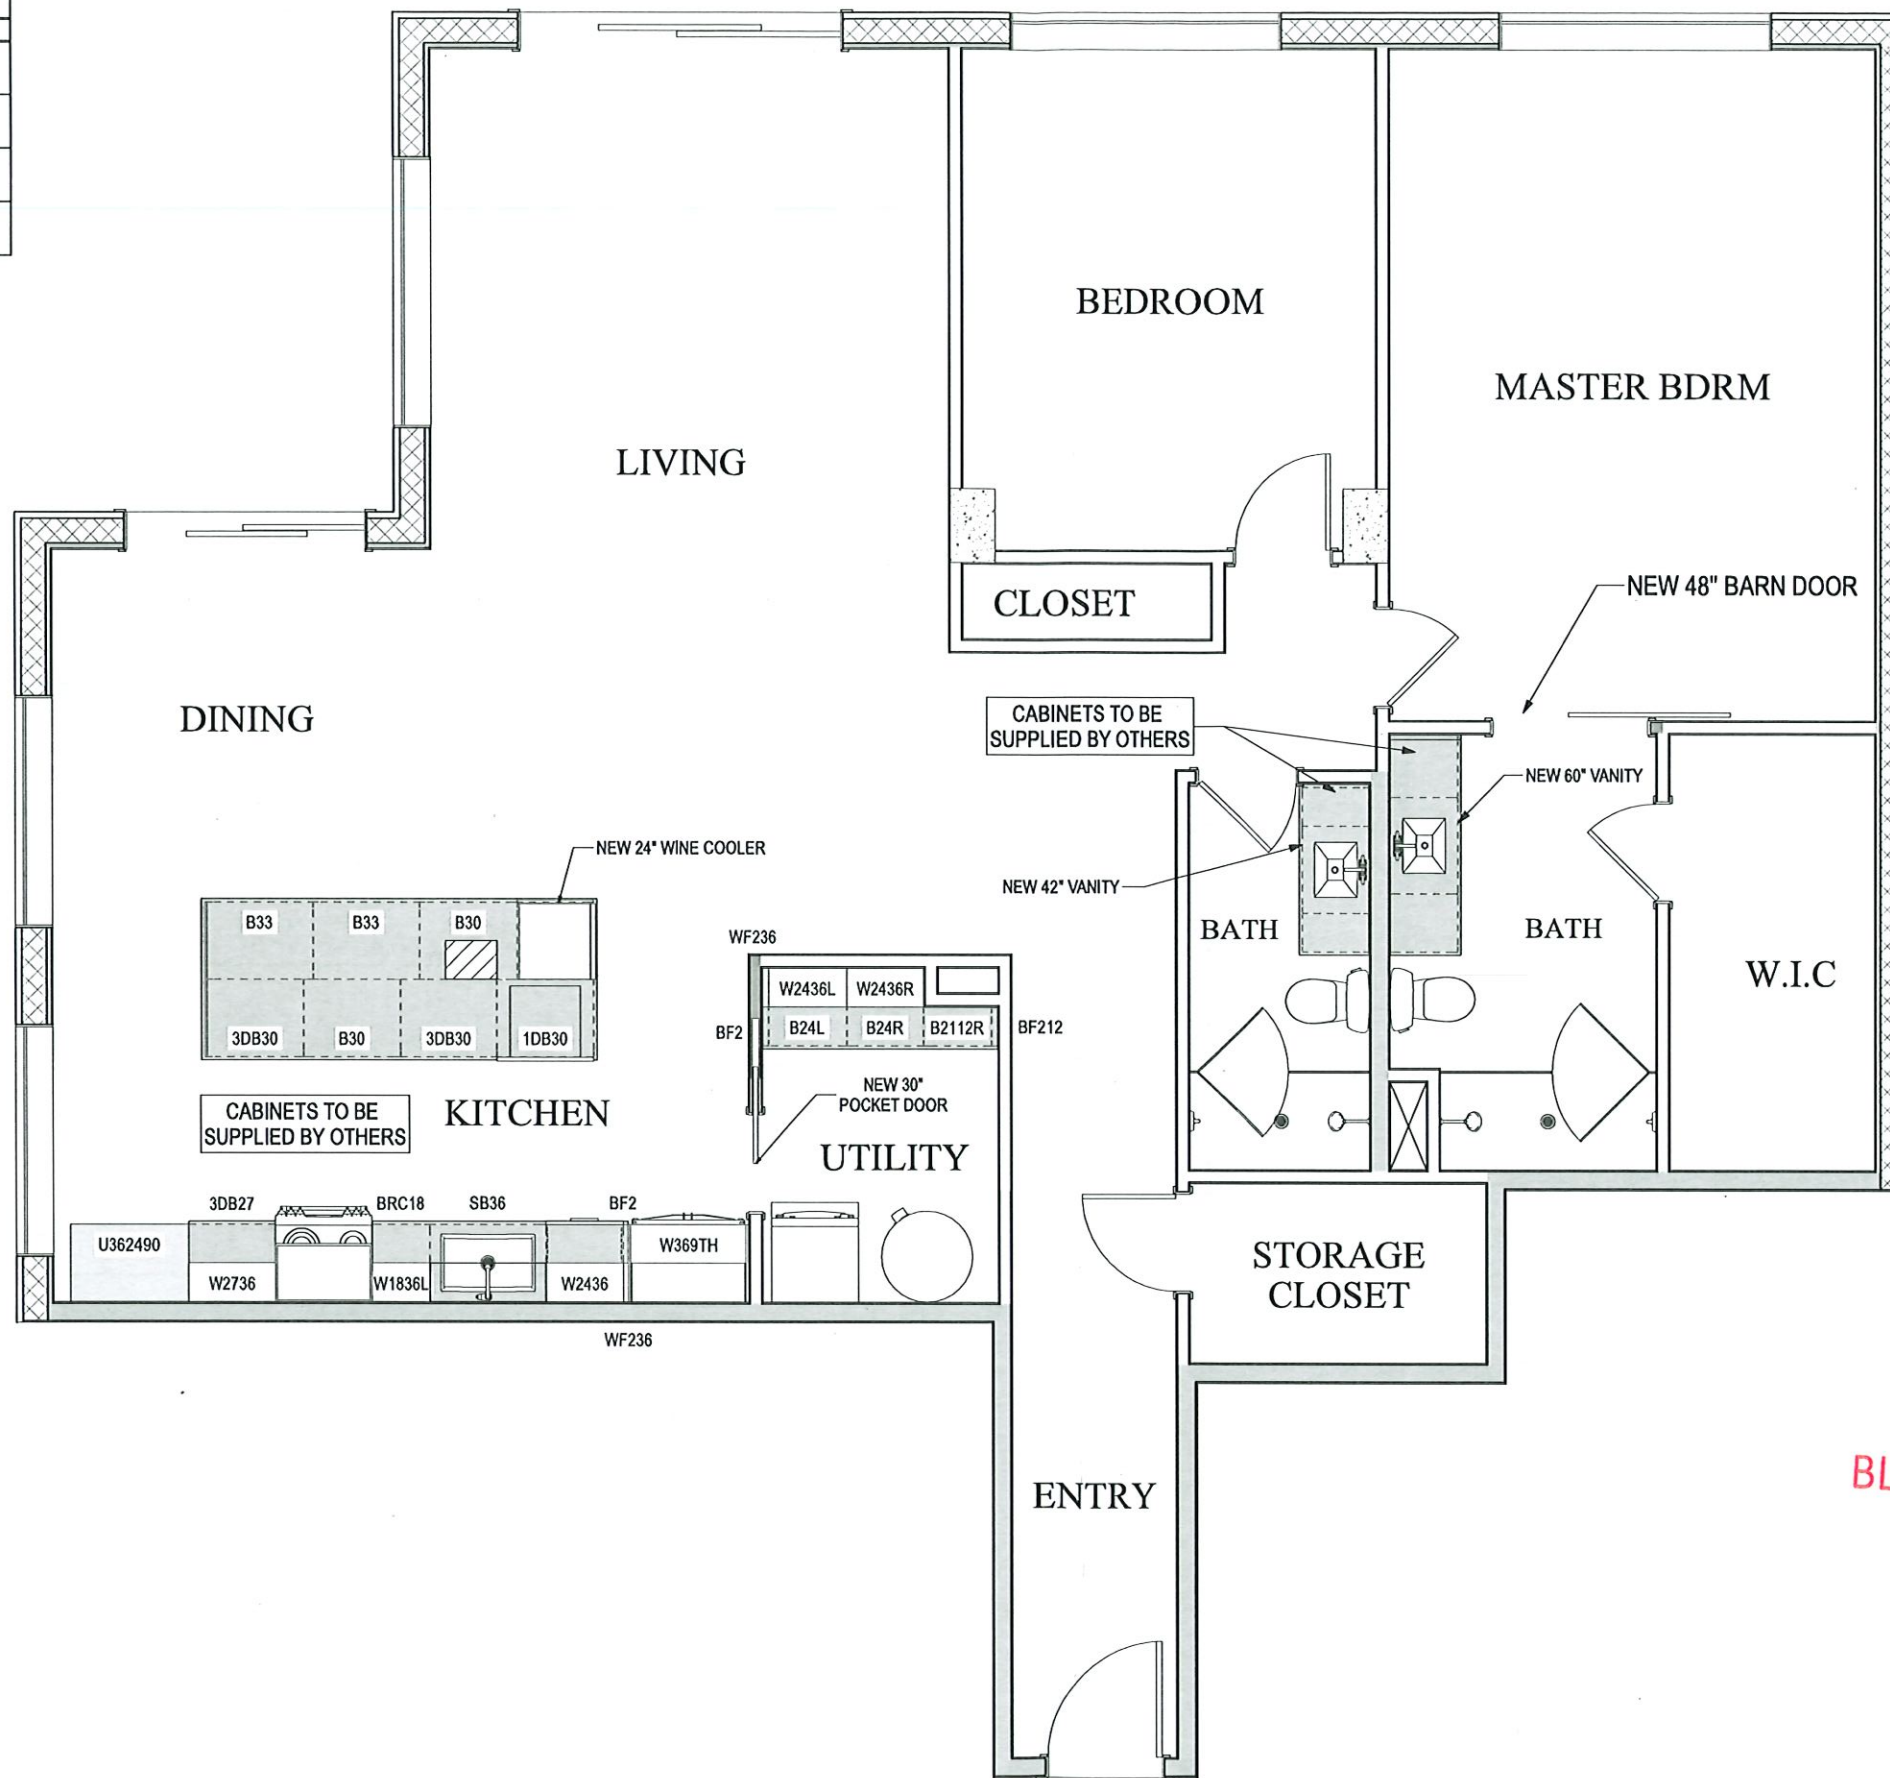 BEDROOM
MASTER BDRM
LIVING
NEW 48" BARN DOOR
CLOSET
DINING
CABINETS TO BE
SUPPLIED BY OTHERS
NEW 60" VANITY
NEW 24" WINE COOLER
NEW 42" VANITY
B33
B33
B30
BATH
BATH
WF236
W.I.C
W2436L
W2436R
3DB30
B30
3DB30
1DB30
BF2
B24L
B24R
B2112R
BF212
NEW 30"
POCKET DOOR
CABINETS TO BE
SUPPLIED BY OTHERS
KITCHEN
UTILITY
3DB27
BRC18
SB36
BF2
U362490
W369TH
W2736
W1836L
W2436
STORAGE
CLOSET
WF236
BL
ENTRY